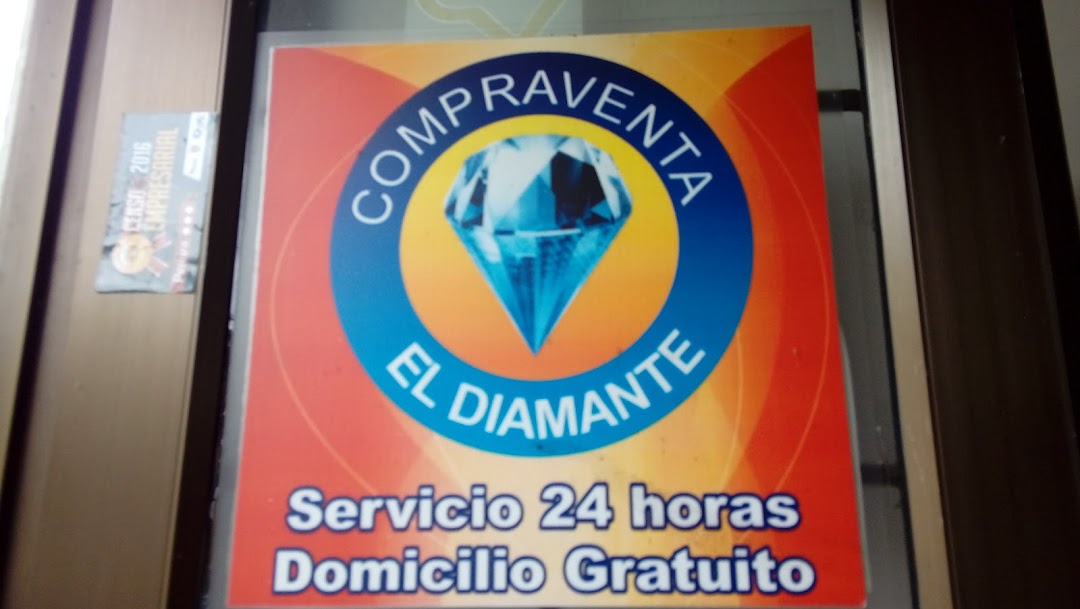 COMPRAVENTA
EL DIAMANTE
Servicio 24 horas
Domicilio Gratuito
CENSO 2016
EMPRESARIAL